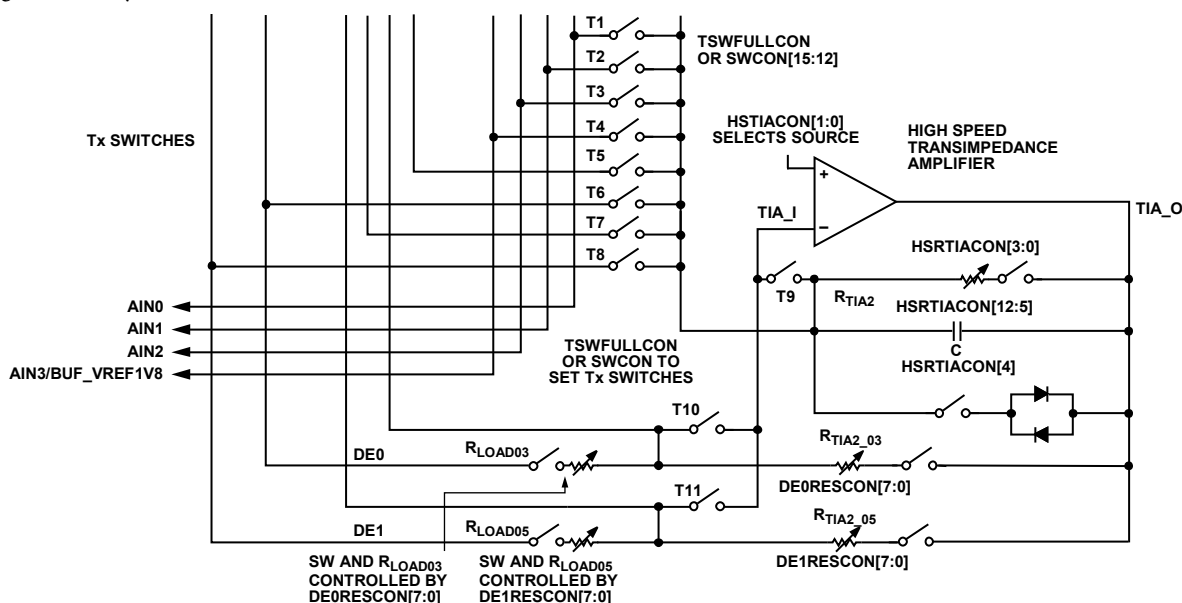 T1
TSWFULLCON
OR SWCON[15:12]
T2
T3
Tx SWITCHES
T4
HSTIACON[1:0]
SELECTS SOURCE
HIGH SPEED
TRANSIMPEDANCE
AMPLIFIER
T5
+
T6
TIA_I
TIA_O
–
T7
HSRTIACON[3:0]
T8
T9
RTIA2
AIN0
HSRTIACON[12:5]
AIN1
AIN2
TSWFULLCON
OR SWCON TO
SET Tx SWITCHES
C
HSRTIACON[4]
AIN3/BUF_VREF1V8
T10
DE0
RLOAD03
RTIA2_03
DE0RESCON[7:0]
T11
DE1
RLOAD05
RTIA2_05
DE1RESCON[7:0]
SW AND RLOAD03
CONTROLLED BY
DE0RESCON[7:0]
SW AND RLOAD05
CONTROLLED BY
DE1RESCON[7:0]